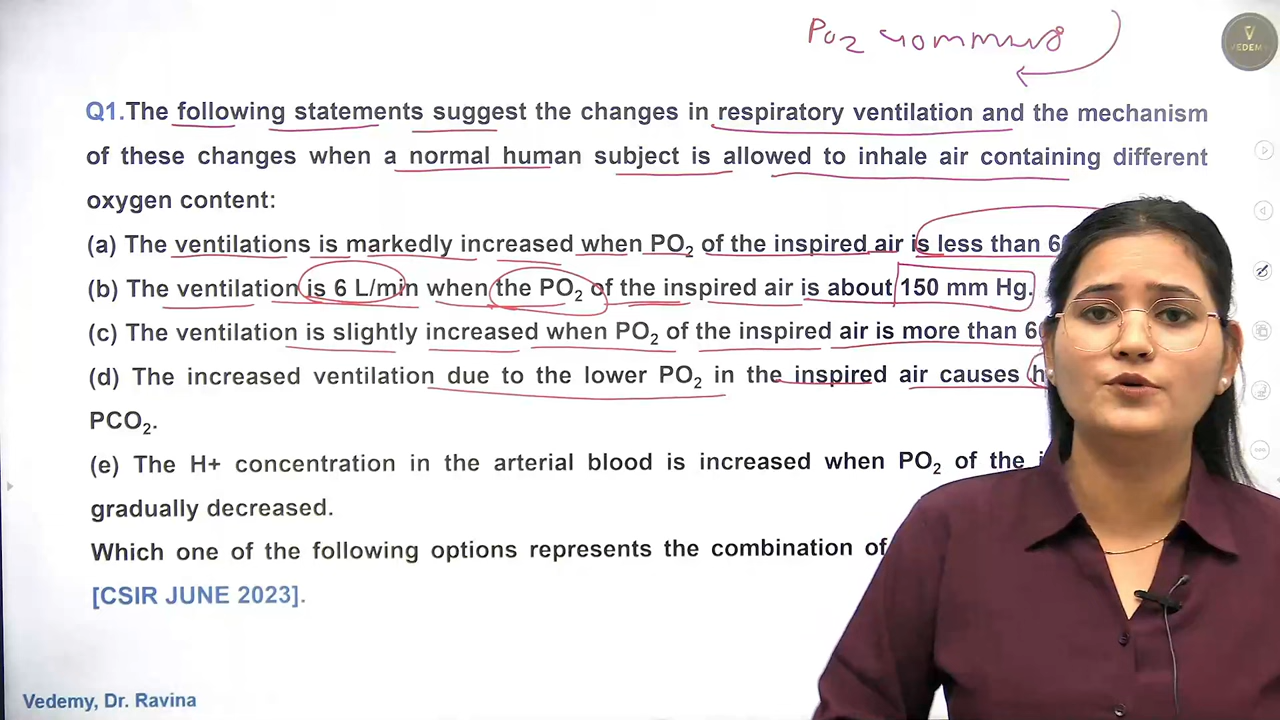 PO2 40mmHg
VEDEMY
Q1.The following statements suggest the changes in respiratory ventilation and the mechanism
of these changes when a normal human subject is allowed to inhale air containing different
oxygen content:
(a) The ventilations is markedly increased when PO₂ of the inspired air is less than 6
(b) The ventilation is 6 L/min when the PO₂ of the inspired air is about 150 mm Hg.
(c) The ventilation is slightly increased when PO₂ of the inspired air is more than 6
(d) The increased ventilation due to the lower PO₂ in the inspired air causes
PCO₂.
(e) The H+ concentration in the arterial blood is increased when PO₂ of the
gradually decreased.
Which one of the following options represents the combination of
[CSIR JUNE 2023].
Vedemy, Dr. Ravina